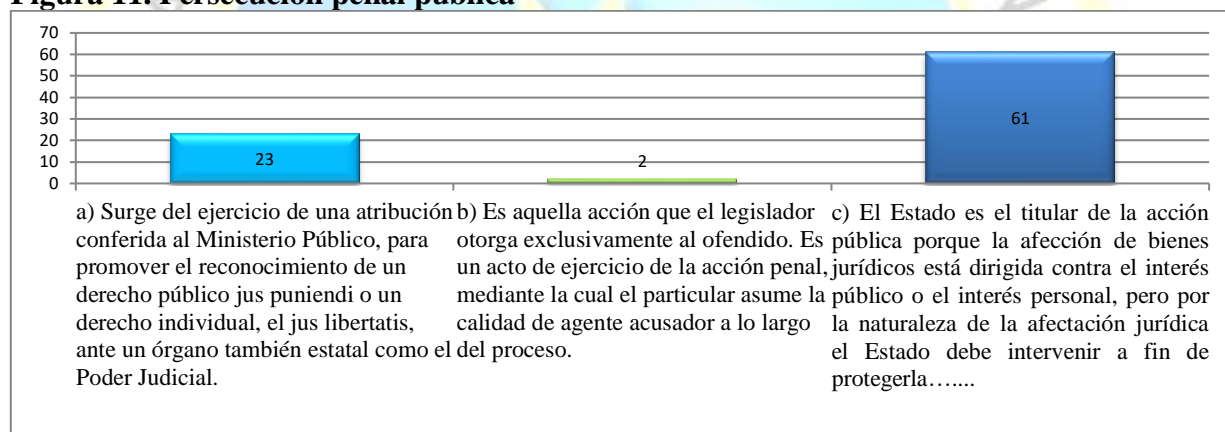 Figura 11. Persecución penal pública
70
60
50
40
30
20
10
0
23
2
61
a) Surge del ejercicio de una atribución
conferida al Ministerio Público, para
promover el reconocimiento de un
derecho público jus puniendi o un
derecho individual, el jus libertatis,
ante un órgano también estatal como el
Poder Judicial.
b) Es aquella acción que el legislador
otorga exclusivamente al ofendido. Es
un acto de ejercicio de la acción penal,
mediante la cual el particular asume la
calidad de agente acusador a lo largo
del proceso.
c) El Estado es el titular de la acción
pública porque la afección de bienes
jurídicos está dirigida contra el interés
público o el interés personal, pero por
la naturaleza de la afectación jurídica
el Estado debe intervenir a fin de
protegerla…....